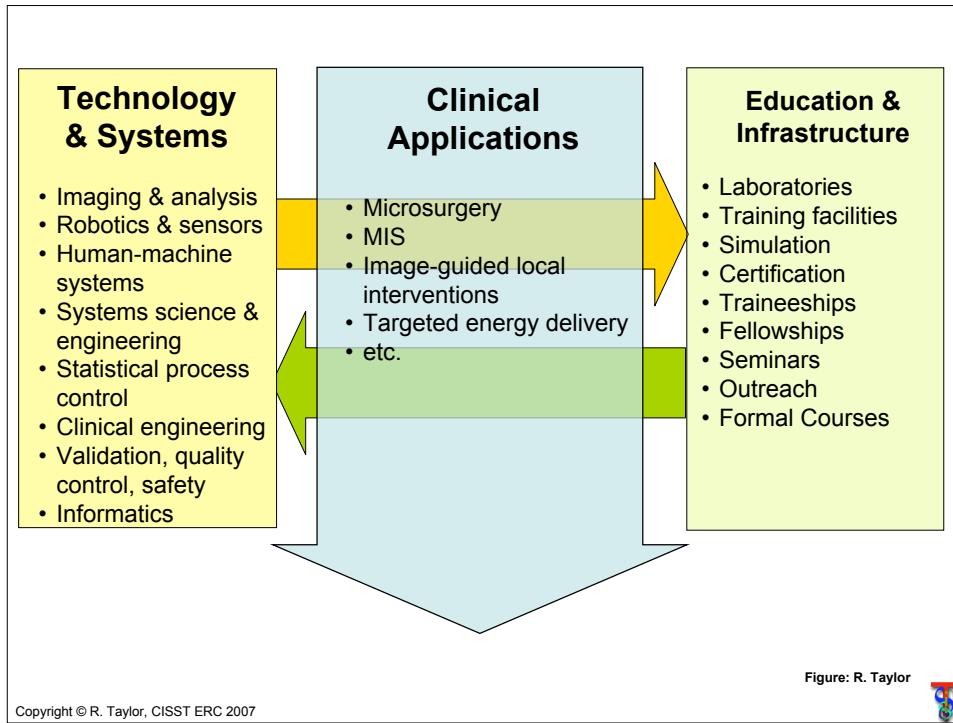 Technology
& Systems
• Imaging & analysis
• Robotics & sensors
• Human-machine
systems
• Systems science &
engineering
• Statistical process
control
• Clinical engineering
• Validation, quality
control, safety
• Informatics
Clinical
Applications
• Microsurgery
• MIS
• Image-guided local
interventions
• Targeted energy delivery
• etc.
Education &
Infrastructure
• Laboratories
• Training facilities
• Simulation
• Certification
• Traineeships
• Fellowships
• Seminars
• Outreach
• Formal Courses
Figure: R. Taylor
Copyright © R. Taylor, CISST ERC 2007